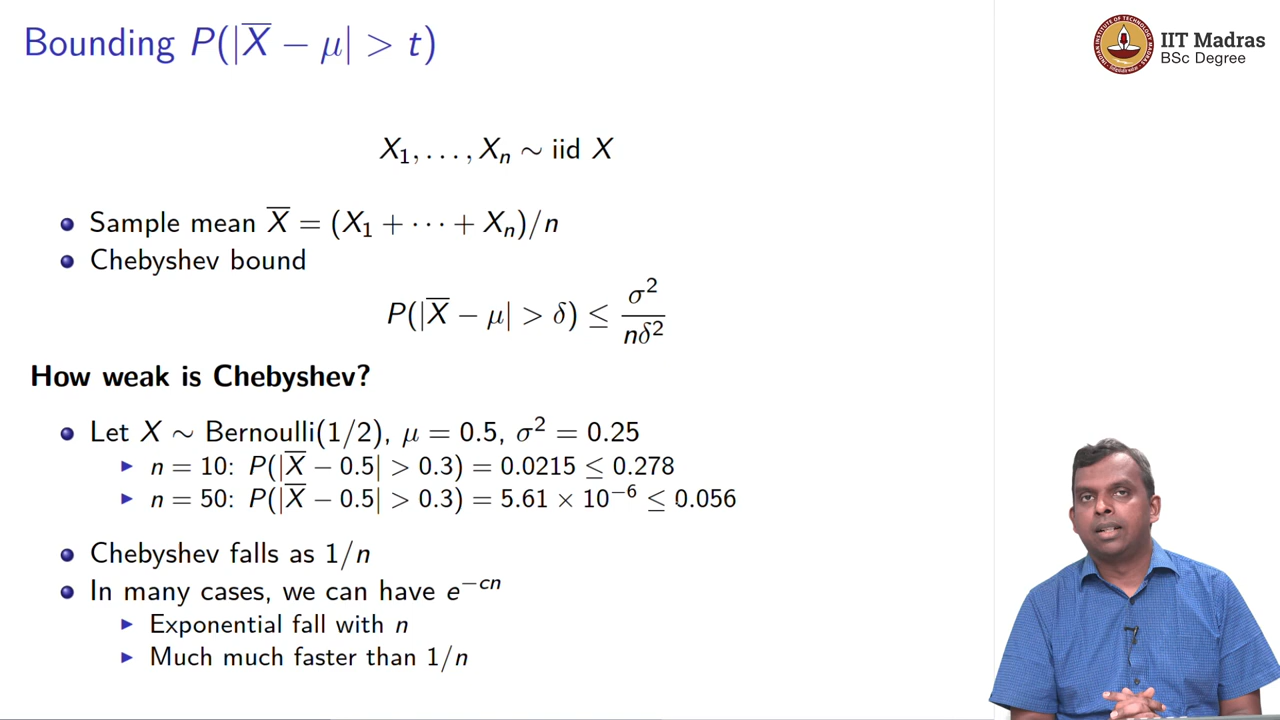 Bounding P(|X̅ − μ| > t)
IIT Madras
BSc Degree
X₁, . . . , Xₙ ∼ iid X
Sample mean X̅ = (X₁ + ··· + Xₙ)/n
Chebyshev bound
P(|X̅ − μ| > δ) ≤ σ²/nδ²
How weak is Chebyshev?
Let X ∼ Bernoulli(1/2), μ = 0.5, σ² = 0.25
n = 10: P(|X̅ − 0.5| > 0.3) = 0.0215 ≤ 0.278
n = 50: P(|X̅ − 0.5| > 0.3) = 5.61 × 10⁻⁶ ≤ 0.056
Chebyshev falls as 1/n
In many cases, we can have e⁻ᶜⁿ
Exponential fall with n
Much much faster than 1/n